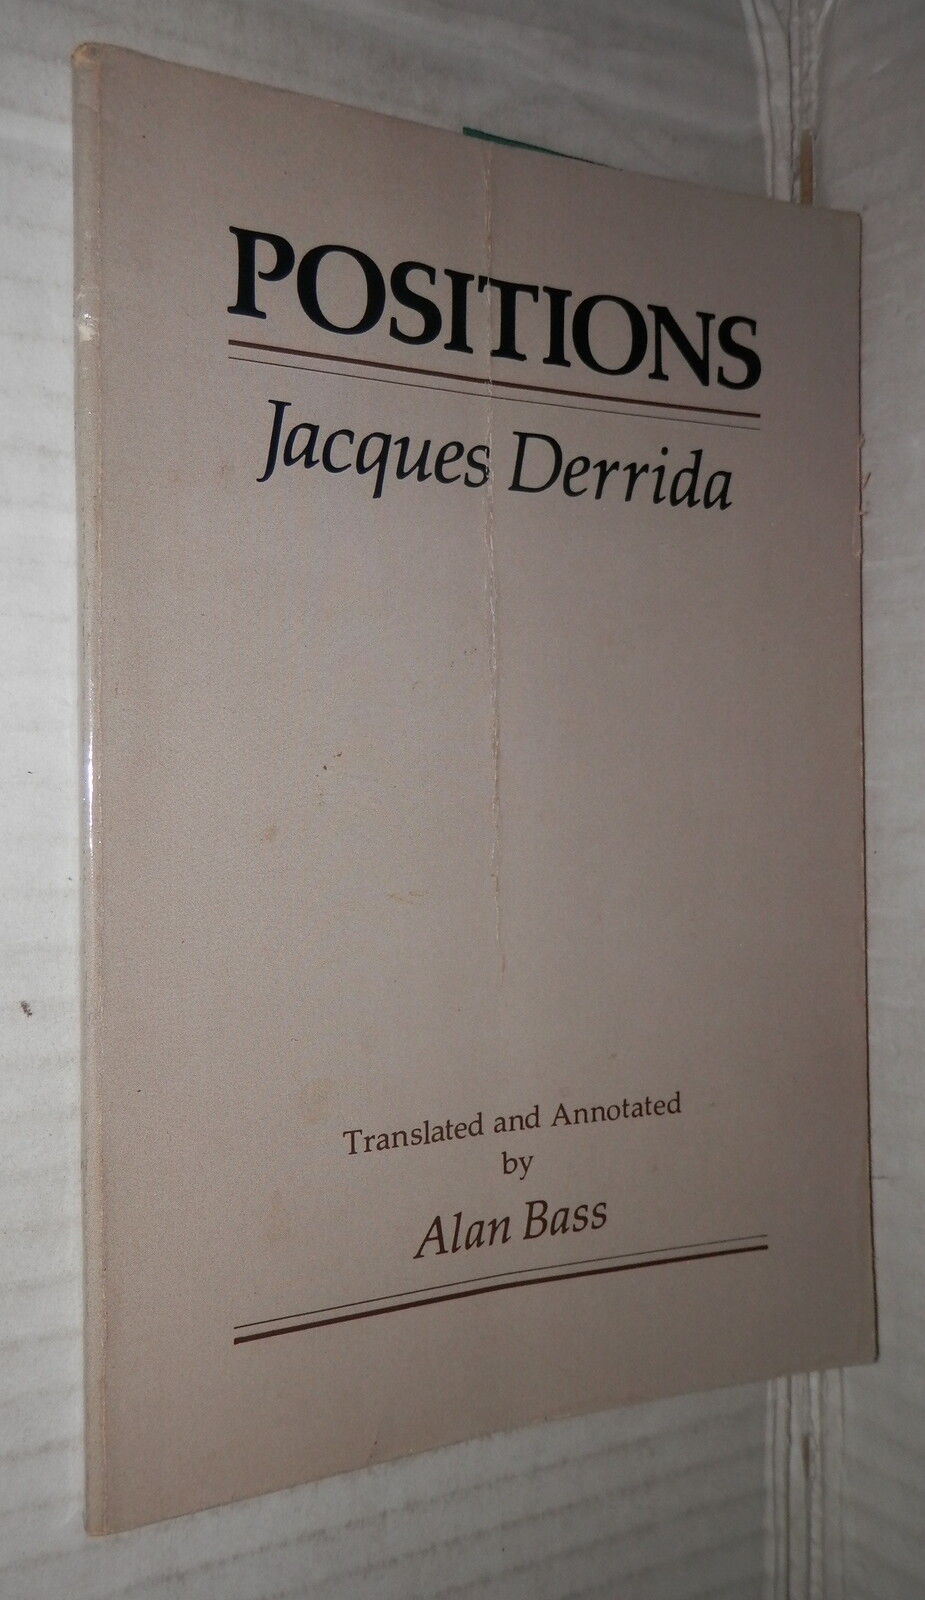 POSITIONS
Jacques Derrida
Translated and Annotated
by
Alan Bass